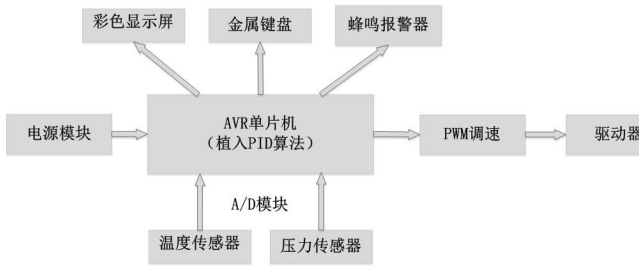 彩色显示屏
金属键盘
蜂鸣报警器
电源模块
AVR单片机
（植入PID算法）
PWM调速
驱动器
A/D模块
温度传感器
压力传感器